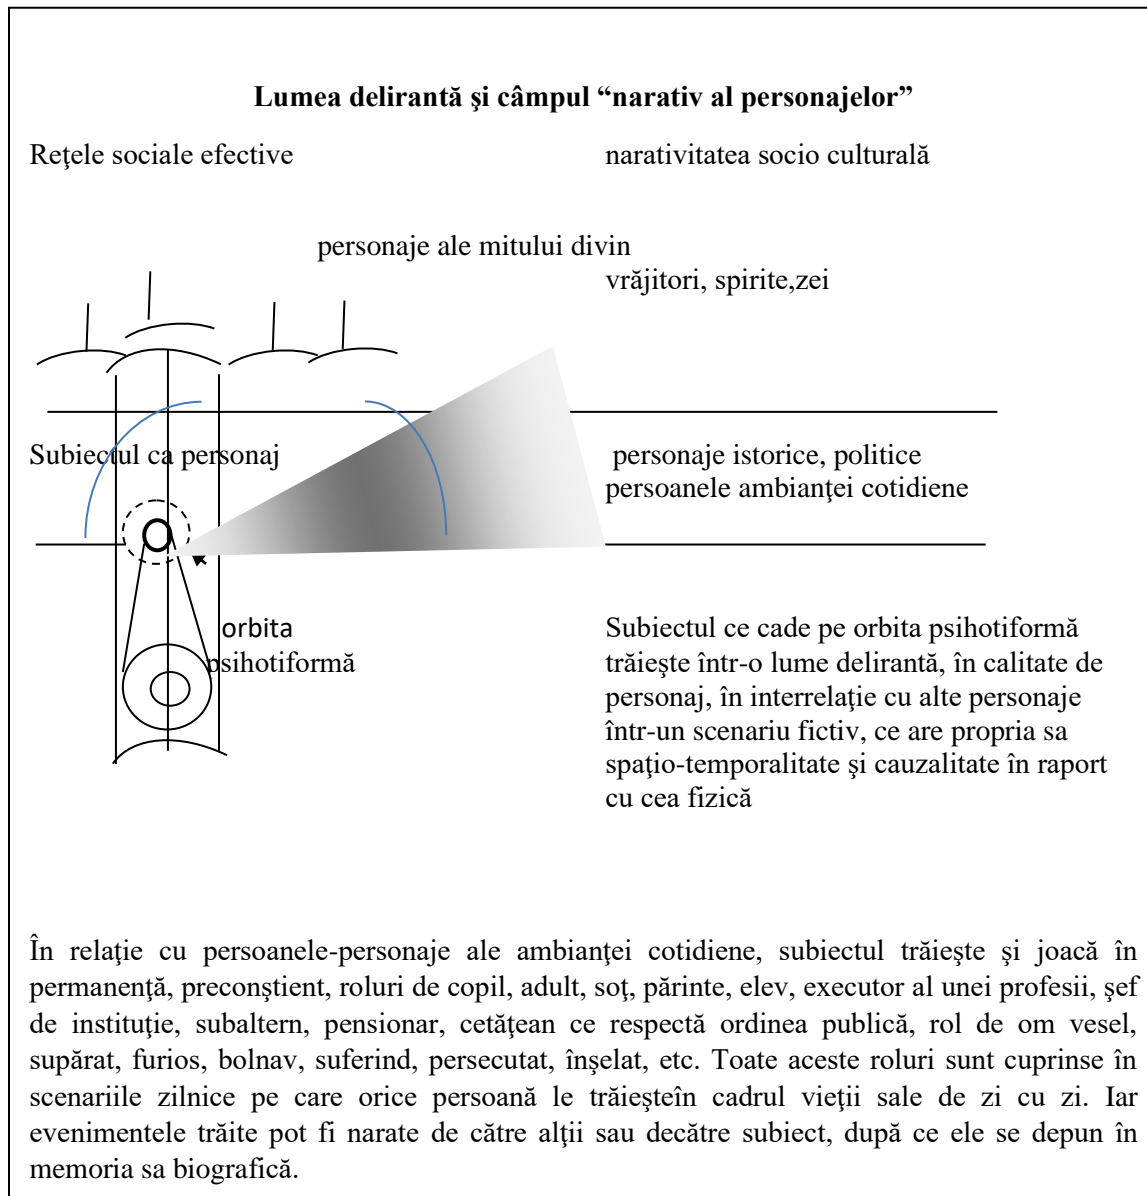 Lumea delirantă şi câmpul “narativ al personajelor”
Reţele sociale efective
narativitatea socio culturală
personaje ale mitului divin
vrăjitori, spirite,zei
Subiectul ca personaj
personaje istorice, politice
persoanele ambianţei cotidiene
orbita
psihotiformă
Subiectul ce cade pe orbita psihotiformă
trăieşte într-o lume delirantă, în calitate de
personaj, în interrelaţie cu alte personaje
într-un scenariu fictiv, ce are propria sa
spaţio-temporalitate şi cauzalitate în raport
cu cea fizică
În relaţie cu persoanele-personaje ale ambianţei cotidiene, subiectul trăieşte şi joacă în
permanenţă, preconştient, roluri de copil, adult, soţ, părinte, elev, executor al unei profesii, şef
de instituţie, subaltern, pensionar, cetăţean ce respectă ordinea publică, rol de om vesel,
supărat, furios, bolnav, suferind, persecutat, înşelat, etc. Toate aceste roluri sunt cuprinse în
scenariile zilnice pe care orice persoană le trăieşteîn cadrul vieţii sale de zi cu zi. Iar
evenimentele trăite pot fi narate de către alţii sau decătre subiect, după ce ele se depun în
memoria sa biografică.